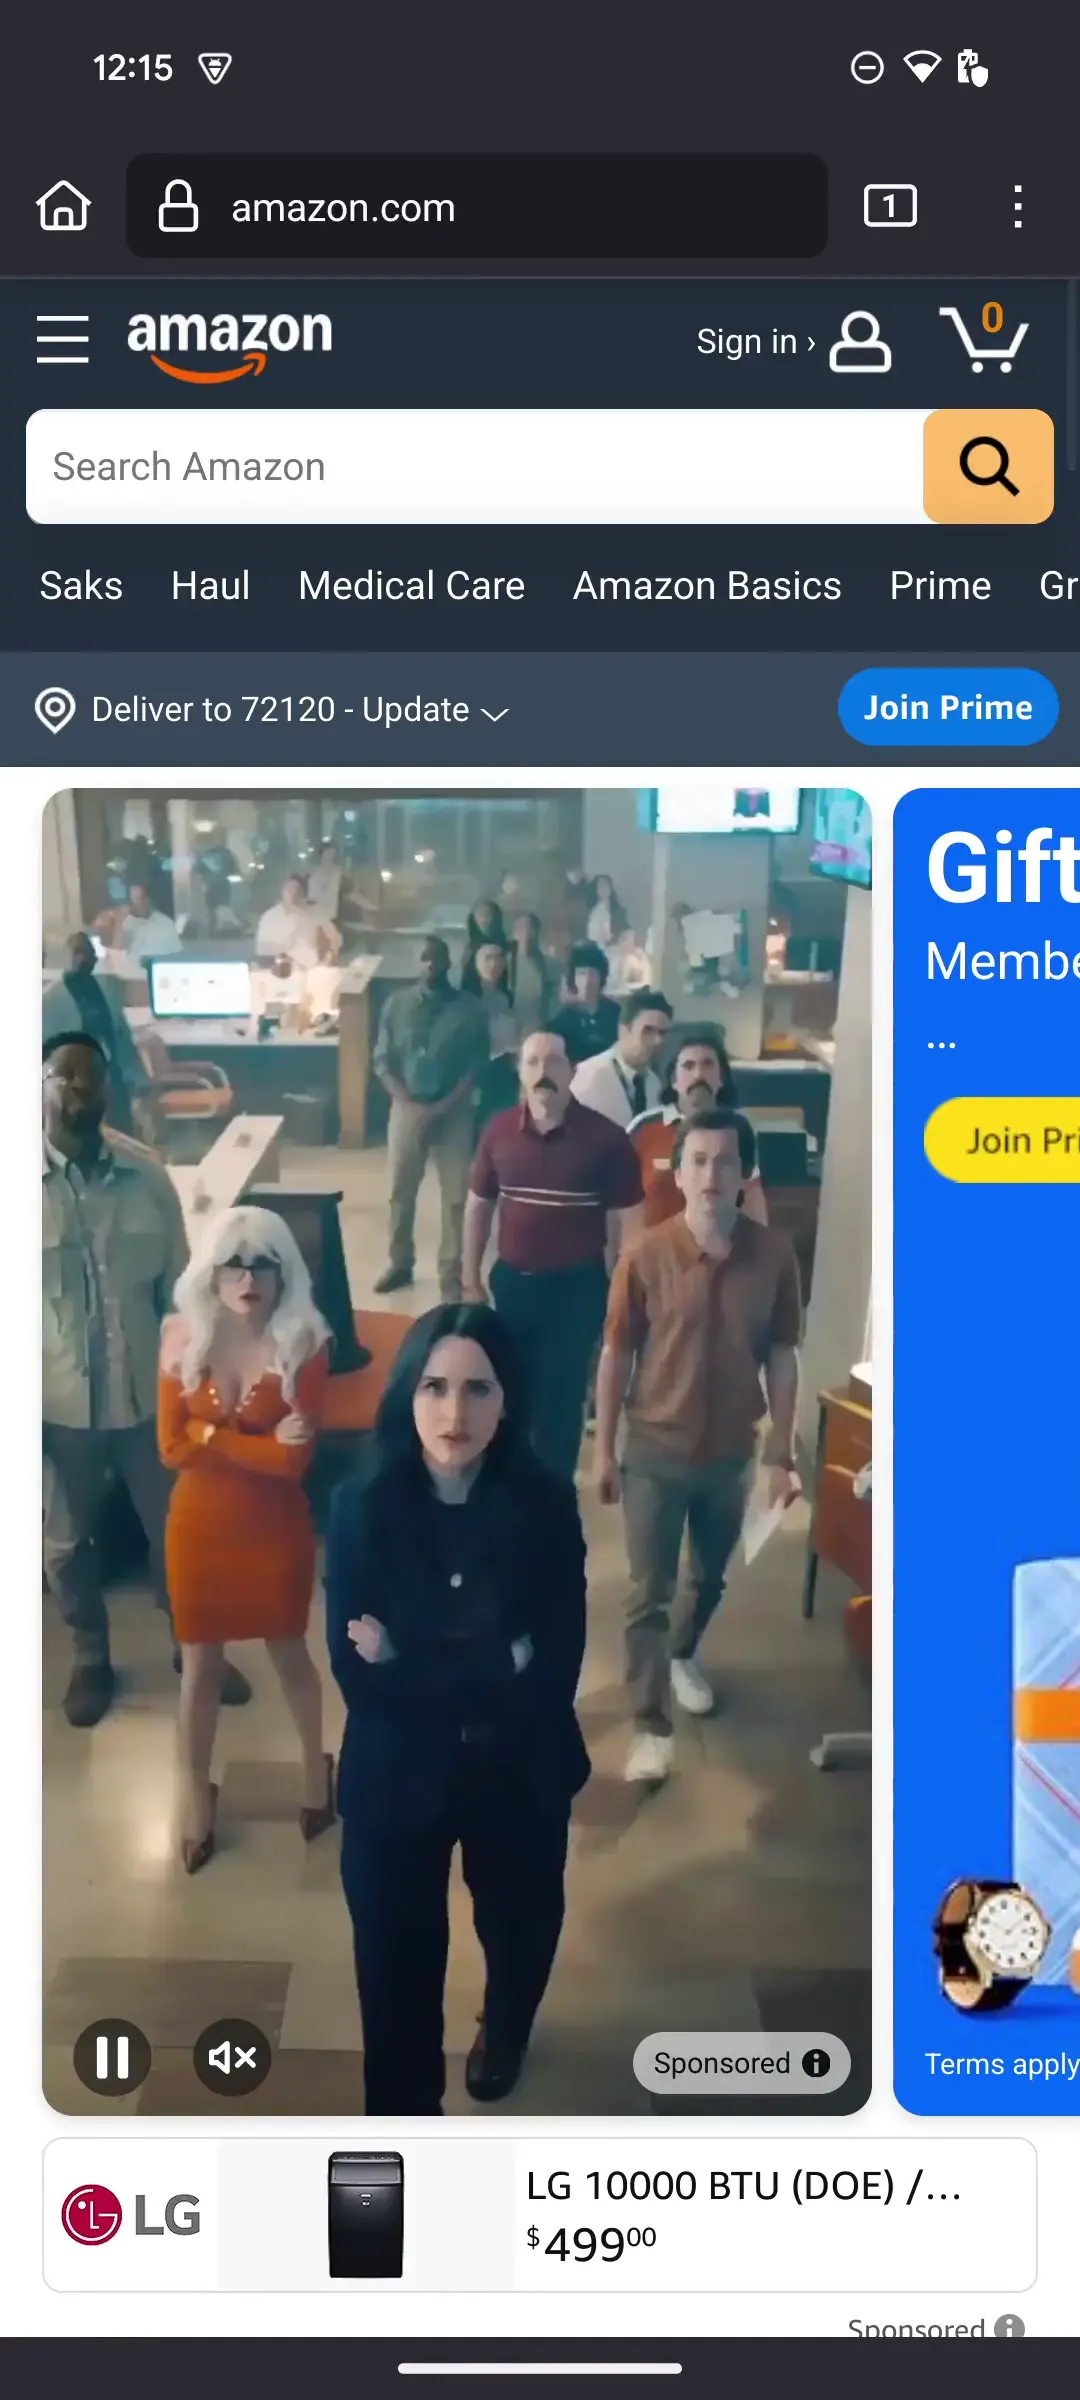 12:15
amazon.com
1
amazon
Sign in ›
0
Search Amazon
Saks Haul Medical Care Amazon Basics Prime Gr
Deliver to 72120 - Update
Join Prime
Gift
Membe
...
Join Pri
Sponsored
Terms apply
LG
LG 10000 BTU (DOE) /...
$49900
Sponsored